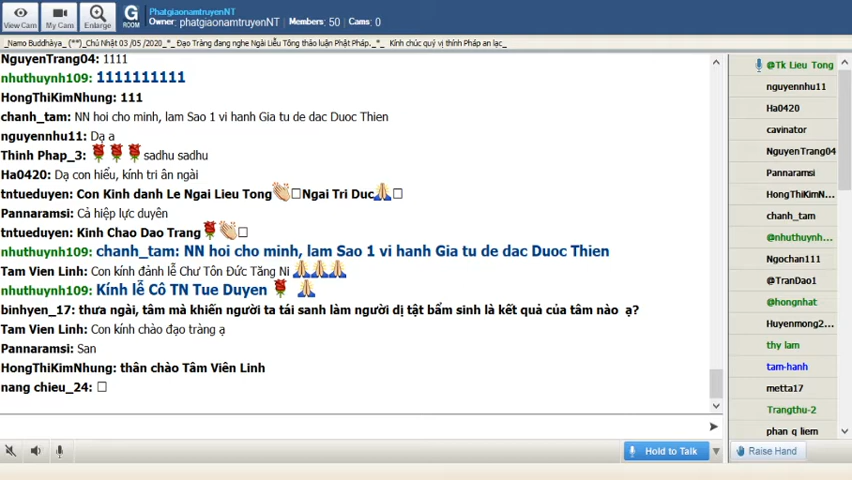 PhatgiaonamtruyenNT
Owner: phatgiaonamtruyenNT Members: 50 Cams: 0
View Cam My Cam Enlarge G ROOM
_Namo Buddhàya_ (**)_Chủ Nhật 03 /05 /2020_*_ Đạo Tràng đang nghe Ngài Liễu Tông thảo luận Phật Pháp._*_ Kính chúc quý vị thính Pháp an lạc_
NguyenTrang04: 1111
nhuthuynh109: 1111111111
HongThiKimNhung: 111
chanh_tam: NN hoi cho minh, lam Sao 1 vi hanh Gia tu de dac Duoc Thien
nguyennhu11: Dạ a
Thinh Phap_3: sadhu sadhu
Ha0420: Dạ con hiểu, kính tri ân ngài
tntueduyen: Con Kinh danh Le Ngai Lieu Tong Ngai Tri Duc
Pannaramsi: Cả hiệp lực duyên
tntueduyen: Kinh Chao Dao Trang
nhuthuynh109: chanh_tam: NN hoi cho minh, lam Sao 1 vi hanh Gia tu de dac Duoc Thien
Tam Vien Linh: Con kính đảnh lễ Chư Tôn Đức Tăng Ni
nhuthuynh109: Kính lễ Cô TN Tue Duyen
binhyen_17: thưa ngài, tâm mà khiến người ta tái sanh làm người dị tật bẩm sinh là kết quả của tâm nào ạ?
Tam Vien Linh: Con kính chào đạo tràng ạ
Pannaramsi: San
HongThiKimNhung: thân chào Tâm Viên Linh
nang chieu_24:
@Tk Lieu Tong
nguyennhu11
Ha0420
cavinator
NguyenTrang04
Pannaramsi
HongThiKimN...
chanh_tam
@nhuthuynh...
Ngochan111
@TranDao1
@hongnhat
Huyenmong2...
thy lam
tam-hanh
metta17
Trangthu-2
phan q liem
Hold to Talk
Raise Hand